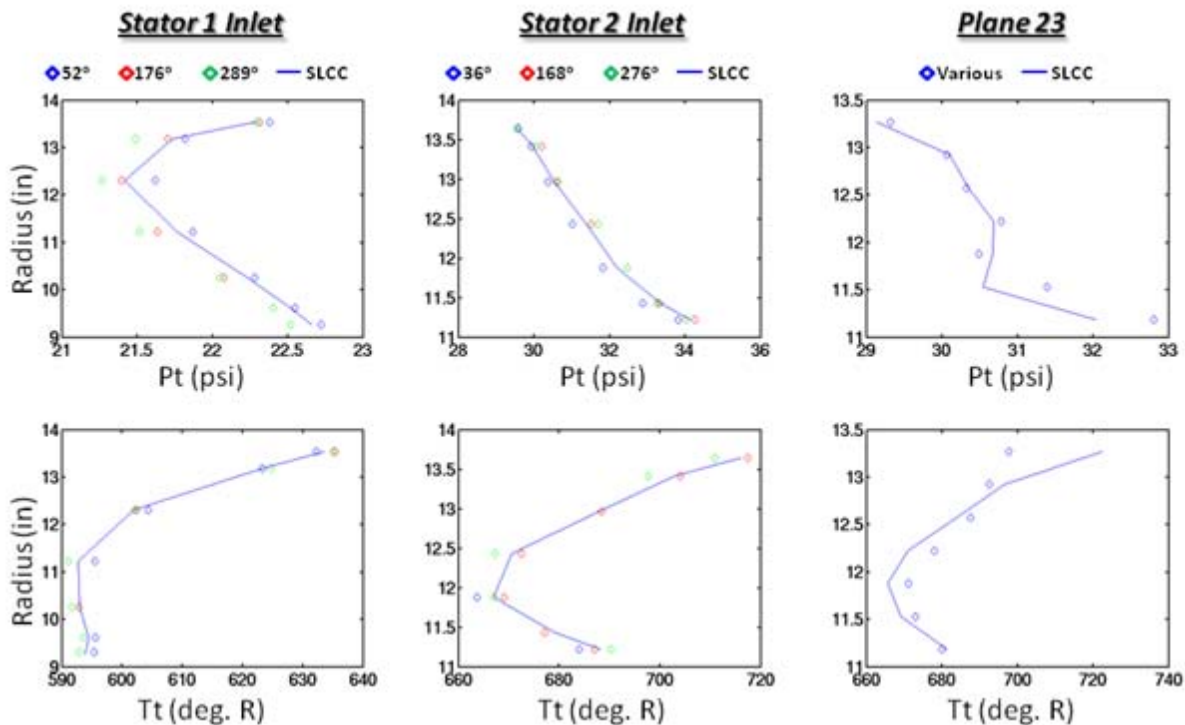 Stator 1 Inlet
Stator 2 Inlet
Plane 23
52° 176° 289° SLCC
36° 168° 276° SLCC
Various SLCC
Radius (in)
14
13
12
11
10
9
21 21.5 22 22.5 23
Pt (psi)
14
13.5
13
12.5
12
11.5
11
28 30 32 34 36
Pt (psi)
13.5
13
12.5
12
11.5
11
29 30 31 32 33
Pt (psi)
Radius (in)
14
13
12
11
10
9
590 600 610 620 630 640
Tt (deg. R)
14
13.5
13
12.5
12
11.5
11
660 680 700 720
Tt (deg. R)
13.5
13
12.5
12
11.5
11
660 680 700 720 740
Tt (deg. R)